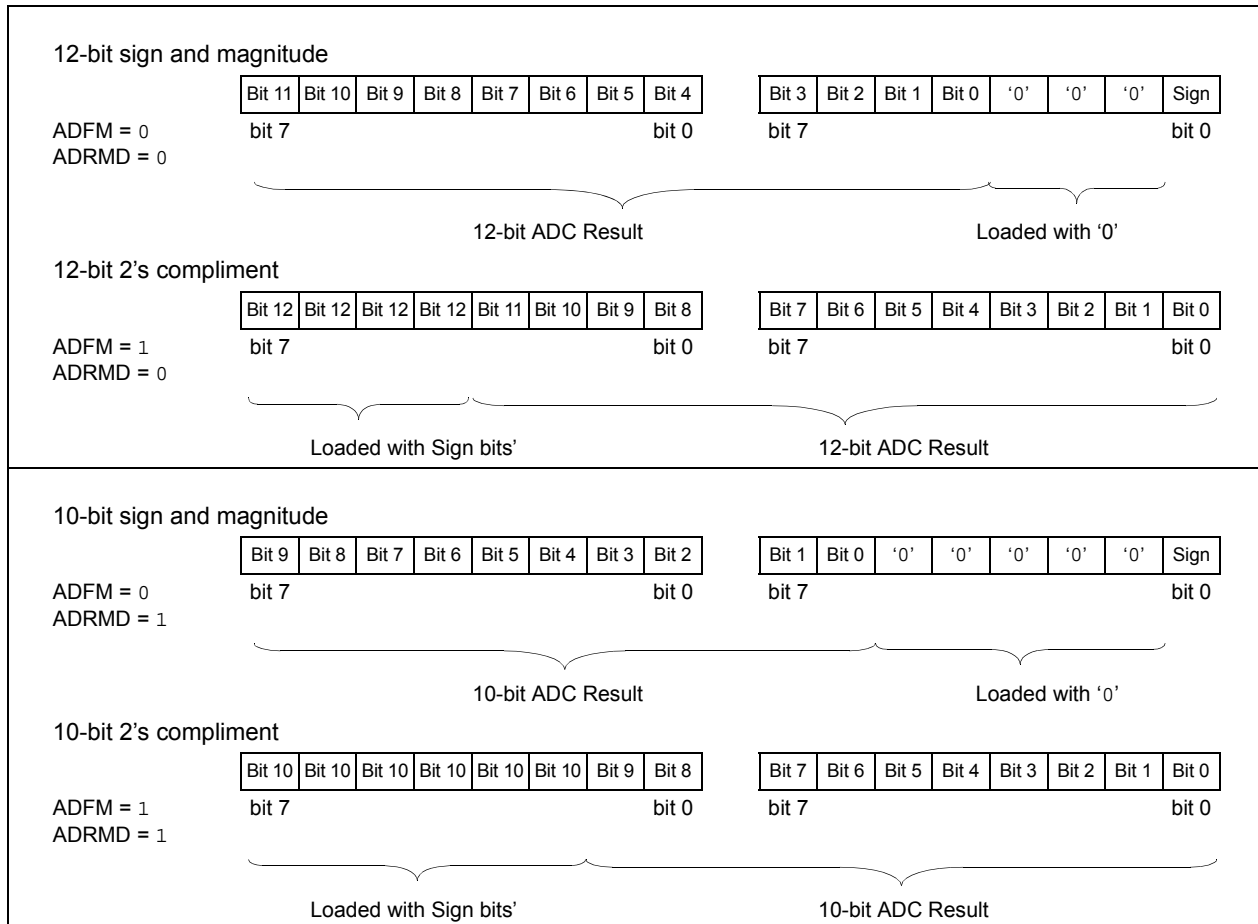 12-bit sign and magnitude
Bit 11 Bit 10 Bit 9 Bit 8 Bit 7 Bit 6 Bit 5 Bit 4 Bit 3 Bit 2 Bit 1 Bit 0 ‘0’ ‘0’ ‘0’ Sign
ADFM = 0 bit 7 bit 0 bit 7 bit 0
ADRMD = 0
12-bit ADC Result Loaded with ‘0’
12-bit 2’s compliment
Bit 12 Bit 12 Bit 12 Bit 12 Bit 11 Bit 10 Bit 9 Bit 8 Bit 7 Bit 6 Bit 5 Bit 4 Bit 3 Bit 2 Bit 1 Bit 0
ADFM = 1 bit 7 bit 0 bit 7 bit 0
ADRMD = 0
Loaded with Sign bits’ 12-bit ADC Result
10-bit sign and magnitude
Bit 9 Bit 8 Bit 7 Bit 6 Bit 5 Bit 4 Bit 3 Bit 2 Bit 1 Bit 0 ‘0’ ‘0’ ‘0’ ‘0’ ‘0’ Sign
ADFM = 0 bit 7 bit 0 bit 7 bit 0
ADRMD = 1
10-bit ADC Result Loaded with ‘0’
10-bit 2’s compliment
Bit 10 Bit 10 Bit 10 Bit 10 Bit 10 Bit 10 Bit 9 Bit 8 Bit 7 Bit 6 Bit 5 Bit 4 Bit 3 Bit 2 Bit 1 Bit 0
ADFM = 1 bit 7 bit 0 bit 7 bit 0
ADRMD = 1
Loaded with Sign bits’ 10-bit ADC Result